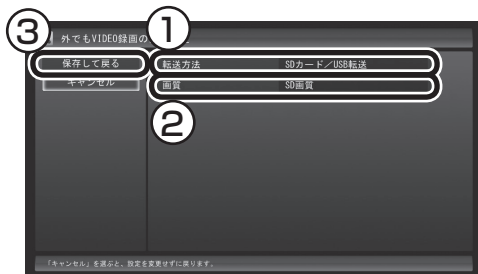 ③
①
外でもVIDEO録画の
保存して戻る
転送方法 SDカード／USB転送
キャンセル
画質 SD画質
②
「キャンセル」を選ぶと、設定を変更せずに戻ります。